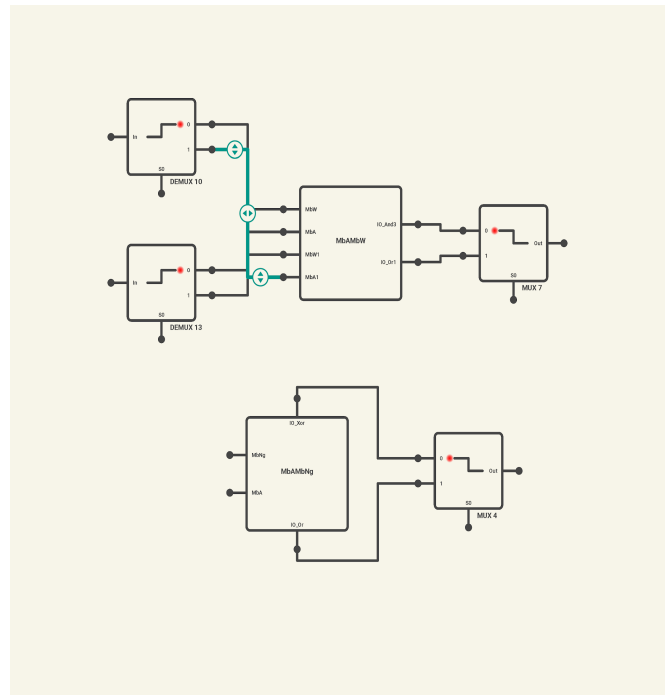 0
In
1
S0
DEMUX 10
MbW
MbA
MbW1
MbA1
MbAMbW
IO_And3
IO_Or1
0
1
Out
S0
MUX 7
0
In
1
S0
DEMUX 13
IO_Xor
MbNg
MbA
MbAMbNg
IO_Or
0
1
Out
S0
MUX 4